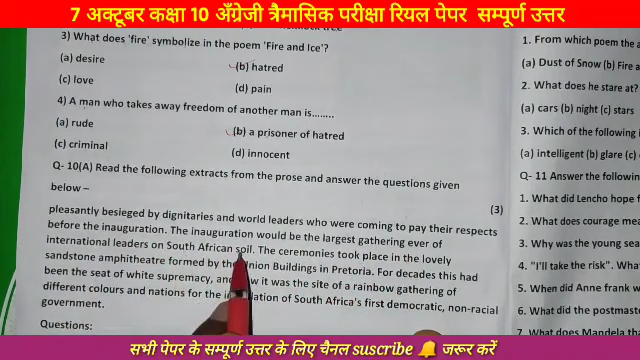 7 अक्टूबर कक्षा 10 अँग्रेजी त्रैमासिक परीक्षा रियल पेपर सम्पूर्ण उत्तर
3) What does 'fire' symbolize in the poem 'Fire and Ice'?
(a) desire
(b) hatred
(c) love
(d) pain
4) A man who takes away freedom of another man is........
(a) rude
(b) a prisoner of hatred
(c) criminal
(d) innocent
Q- 10(A) Read the following extracts from the prose and answer the questions given
below –
(3)
pleasantly besieged by dignitaries and world leaders who were coming to pay their respects
before the inauguration. The inauguration would be the largest gathering ever of
international leaders on South African soil. The ceremonies took place in the lovely
sandstone amphitheatre formed by the Union Buildings in Pretoria. For decades this had
been the seat of white supremacy, and it was the site of a rainbow gathering of
different colours and nations for the of South Africa's first democratic, non-racial
government.
Questions:
1. From which poem the
(a) Dust of Snow (b) Fire
2. What does he stare at?
(a) cars (b) night (c) stars
3. Which of the following
(a) intelligent (b) glare (c)
Q- 11 Answer the
1. What did Lencho hope
2. What does courage
3. Why was the young
4. "I'll take the risk".
5. When did Anne frank
6. What did the
7. What does Mandela
सभी पेपर के सम्पूर्ण उत्तर के लिए चैनल suscribe 🔔 जरूर करें